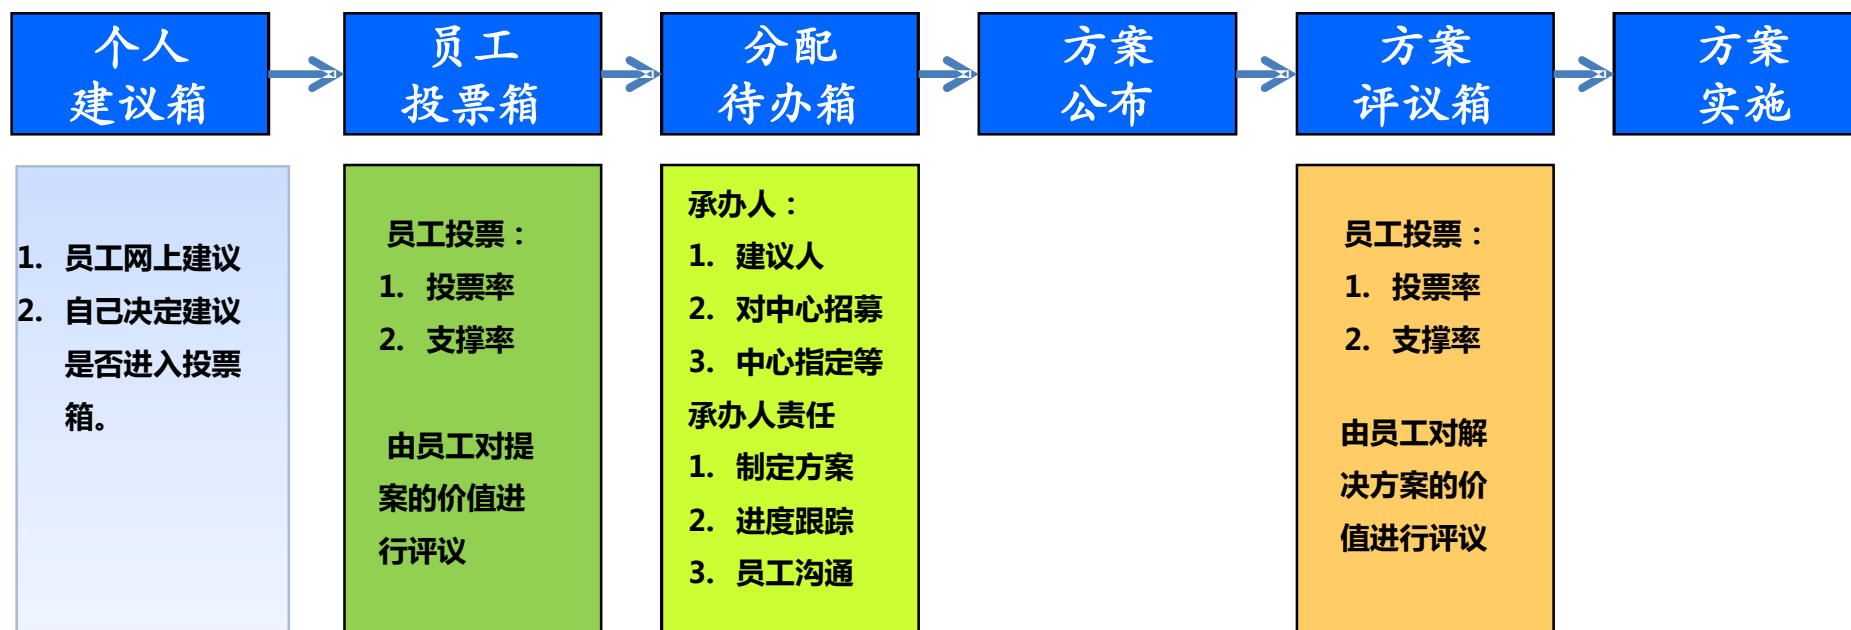 个人
建议箱
员工
投票箱
分配
待办箱
方案
公布
方案
评议箱
方案
实施
1. 员工网上建议
2. 自己决定建议
是否进入投票
箱。
员工投票：
1. 投票率
2. 支撑率
由员工对提
案的价值进
行评议
承办人：
1. 建议人
2. 对中心招募
3. 中心指定等
承办人责任
1. 制定方案
2. 进度跟踪
3. 员工沟通
员工投票：
1. 投票率
2. 支撑率
由员工对解
决方案的价
值进行评议